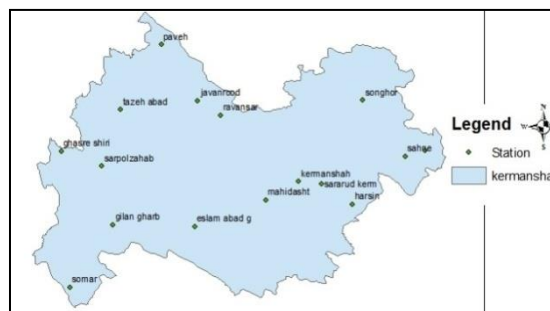 paveh
javanrood
ravansar
songhor
tazeh abad
ghasre shiri
sarpolzahab
kermanshah
sararud kerm
mahidasht
harsin
gilan gharb
eslam abad g
somar
Legend
Station
kermansha
N
W
S